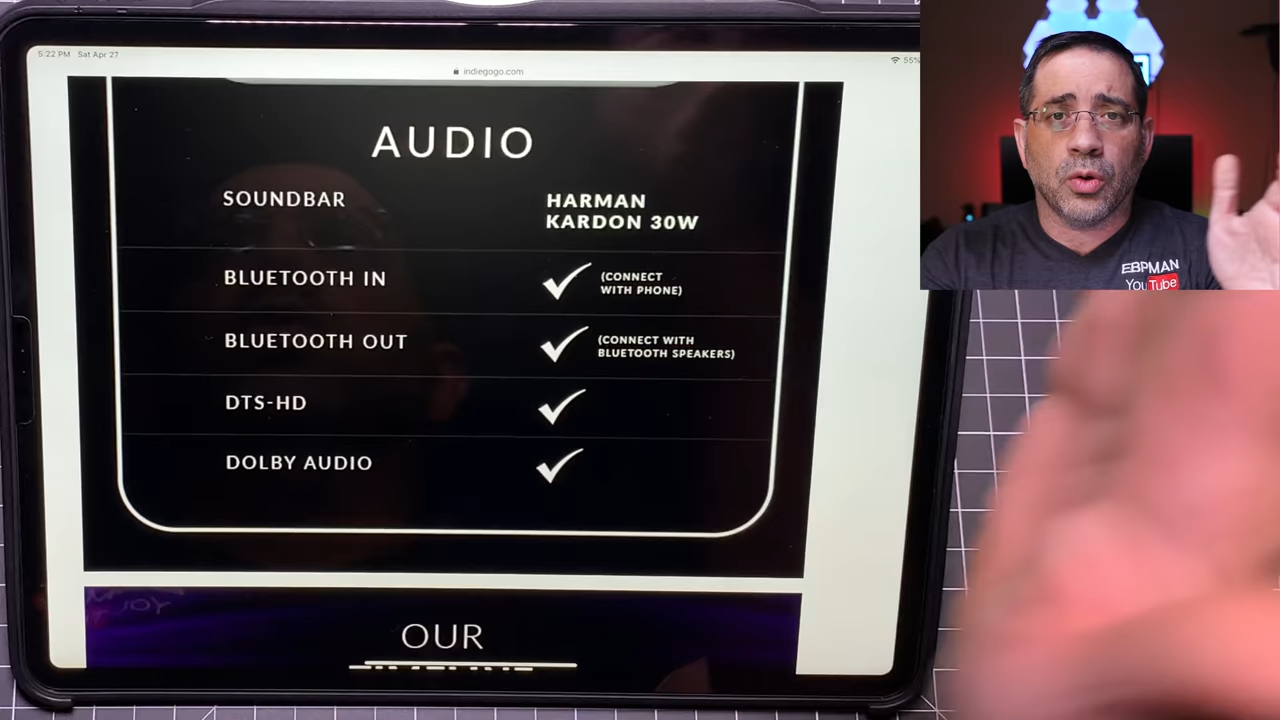 5:22 PM Sat Apr 27
indiegogo.com
55%
AUDIO
SOUNDBAR
HARMAN
KARDON 30W
BLUETOOTH IN
(CONNECT
WITH PHONE)
BLUETOOTH OUT
(CONNECT WITH
BLUETOOTH SPEAKERS)
DTS-HD
DOLBY AUDIO
OUR
EBPMAN
YouTube